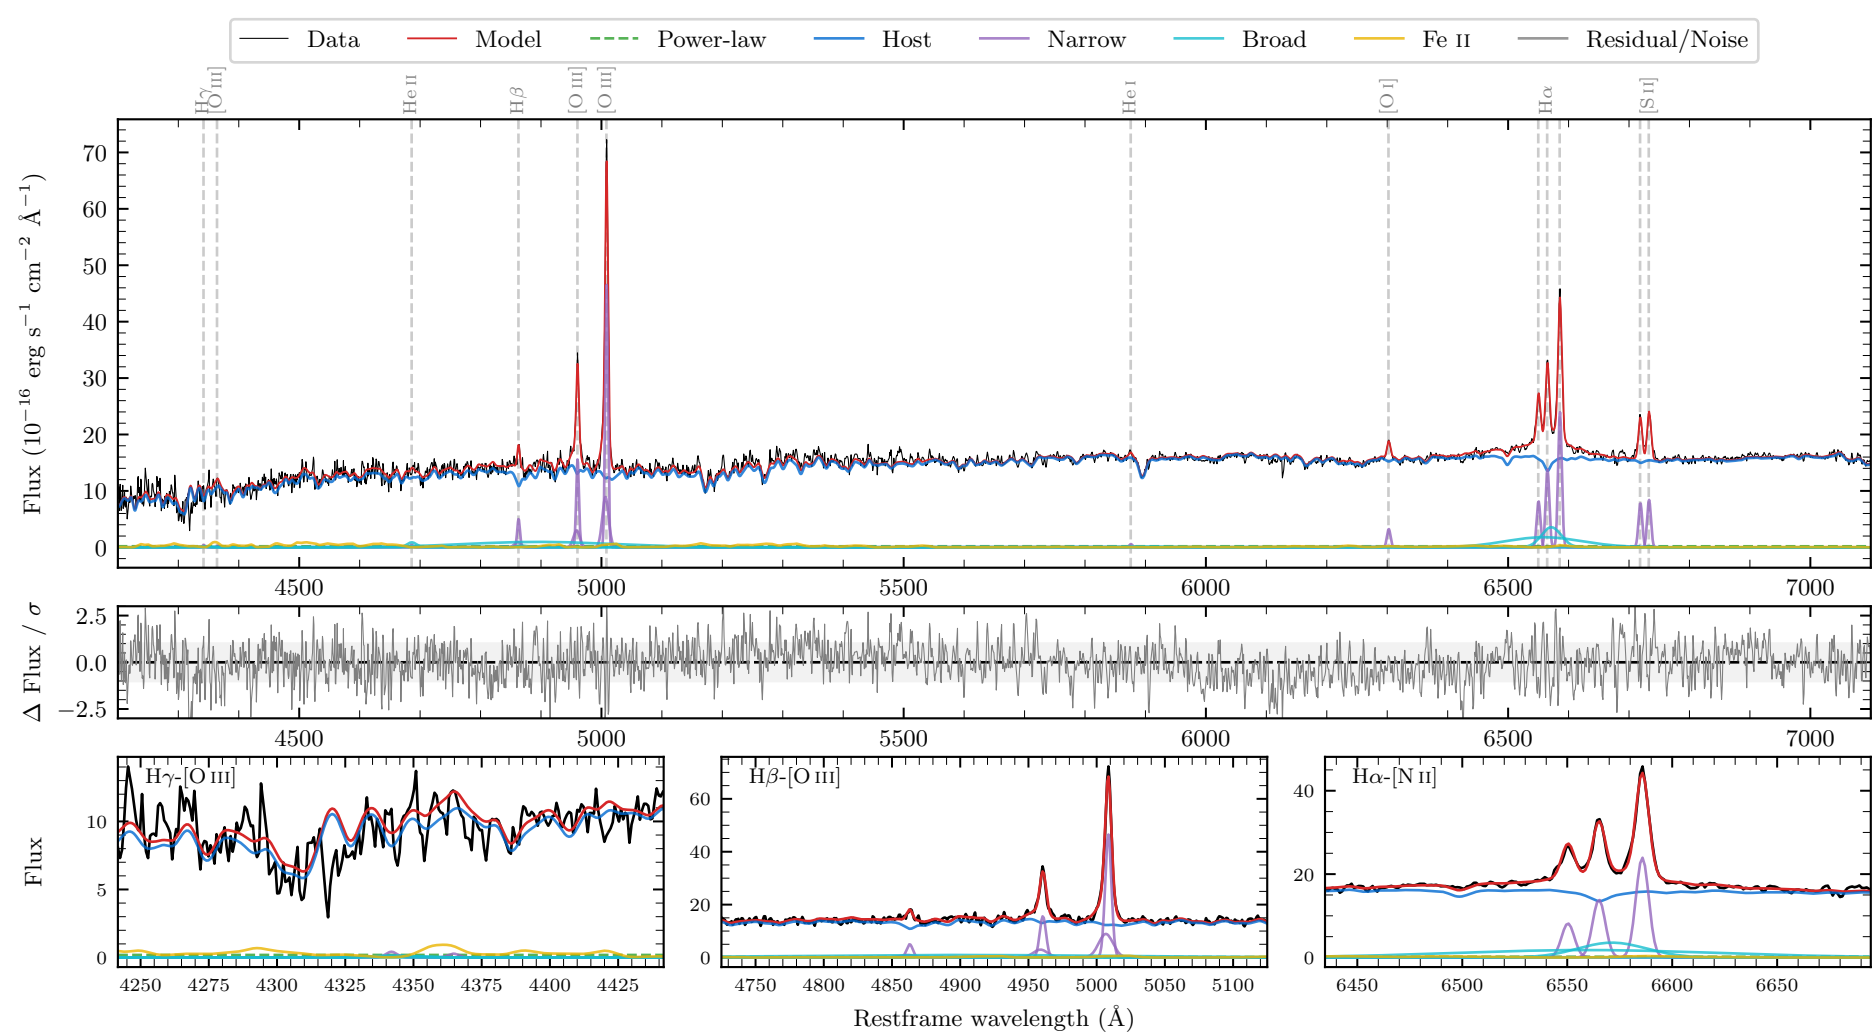 Data Model Power-law Host Narrow Broad Fe II Residual/Noise
Hγ [O III] He II Hβ [O III] [O III] He I [O I] Hα [S II]
Flux (10⁻¹⁶ erg s⁻¹ cm⁻² Å⁻¹)
70
60
50
40
30
20
10
0
4500 5000 5500 6000 6500 7000
Δ Flux / σ
2.5
0.0
−2.5
4500 5000 5500 6000 6500 7000
Flux
Hγ-[O III]
10
5
0
4250 4275 4300 4325 4350 4375 4400 4425
Hβ-[O III]
60
40
20
0
4750 4800 4850 4900 4950 5000 5050 5100
Hα-[N II]
40
20
0
6450 6500 6550 6600 6650
Restframe wavelength (Å)